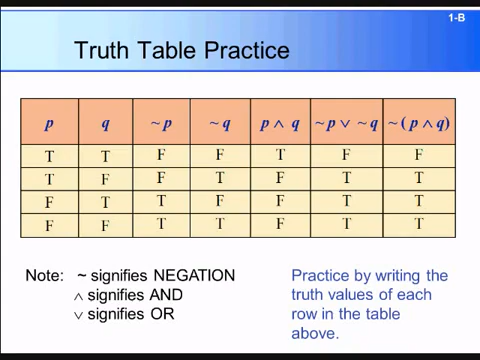 1-B
Truth Table Practice
p q ~ p ~ q p ∧ q ~ p ∨ ~ q ~ ( p ∧ q)
T T F F T F F
T F F T F T T
F T T F F T T
F F T T F T T
Note: ~ signifies NEGATION
∧ signifies AND
∨ signifies OR
Practice by writing the
truth values of each
row in the table
above.